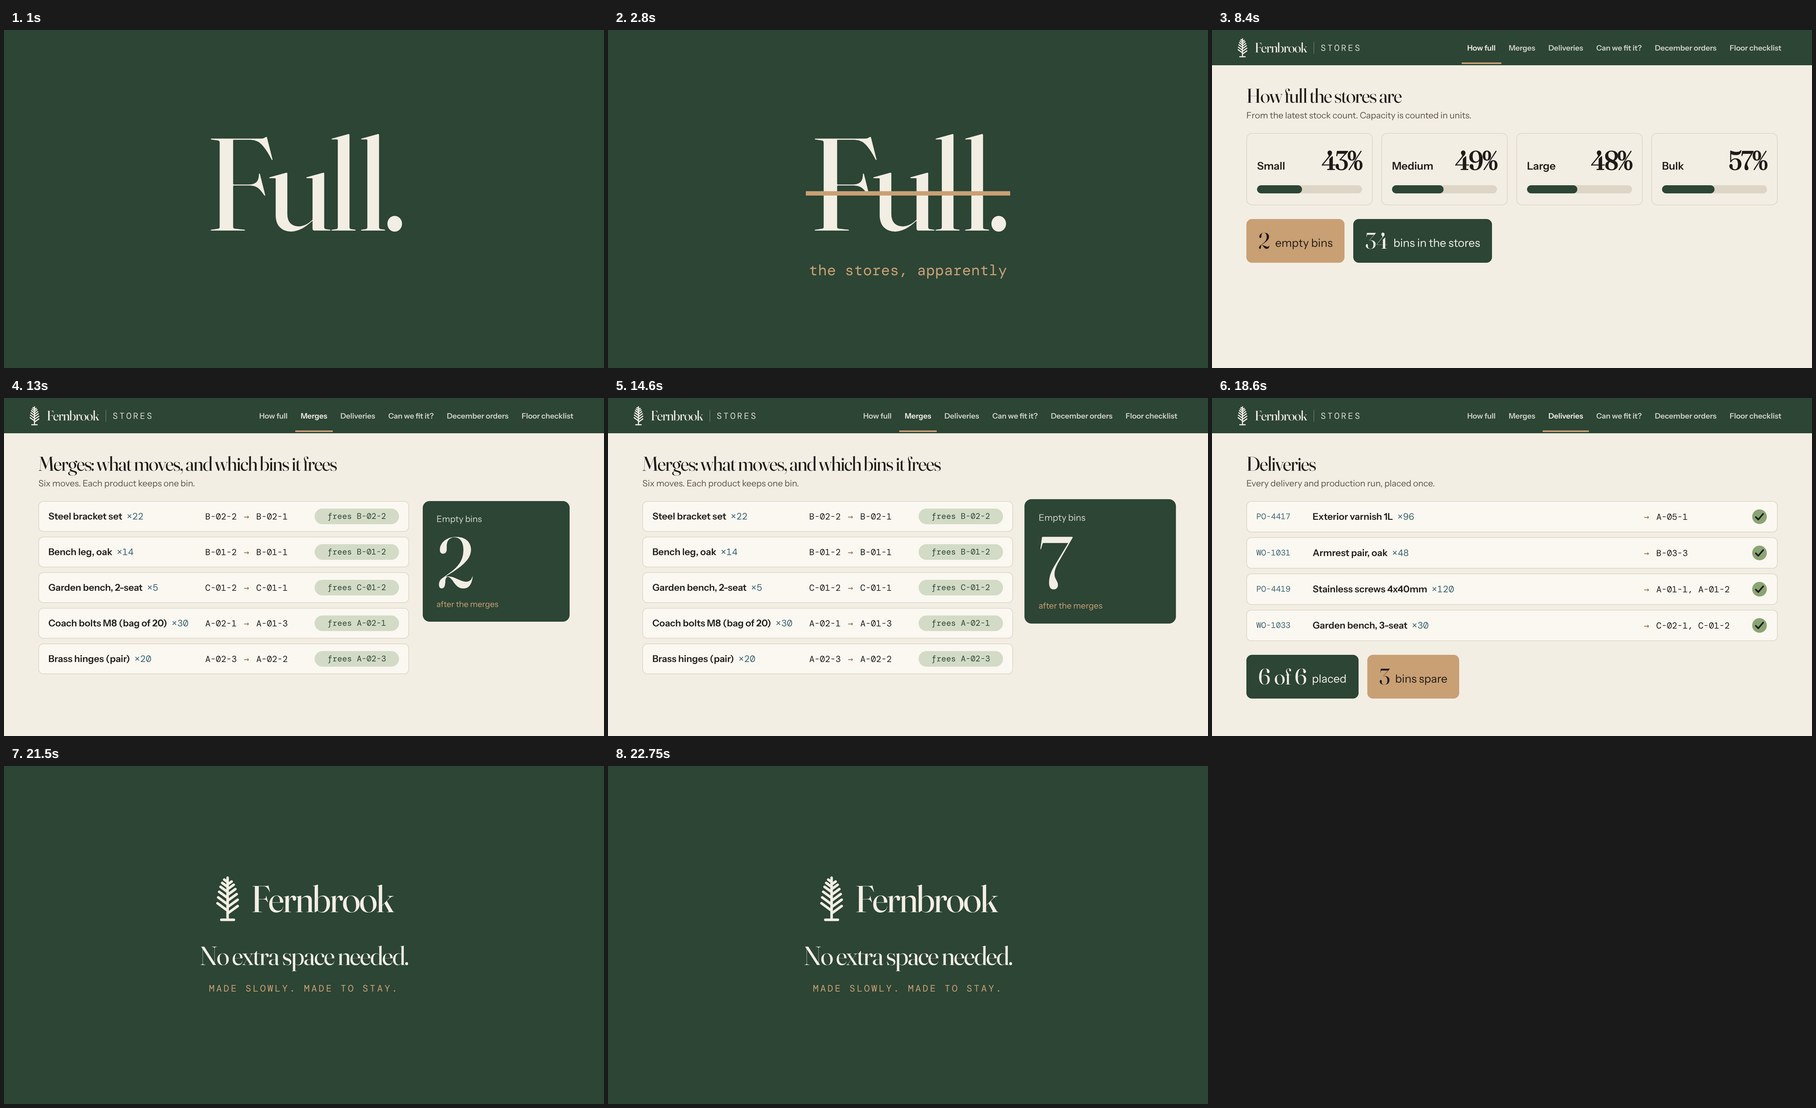 1. 1s
Full.
2. 2.8s
Full.
the stores, apparently
3. 8.4s
Fernbrook STORES How full Merges Deliveries Can we fit it? December orders Floor checklist
How full the stores are
From the latest stock count. Capacity is counted in units.
Small 43% Medium 49% Large 48% Bulk 57%
2 empty bins 34 bins in the stores
4. 13s
Fernbrook STORES How full Merges Deliveries Can we fit it? December orders Floor checklist
Merges: what moves, and which bins it frees
Six moves. Each product keeps one bin.
Steel bracket set ×22 B-02-2 → B-02-1 frees B-02-2
Bench leg, oak ×14 B-01-2 → B-01-1 frees B-01-2
Garden bench, 2-seat ×5 C-01-2 → C-01-1 frees C-01-2
Coach bolts M8 (bag of 20) ×30 A-02-1 → A-01-3 frees A-02-1
Brass hinges (pair) ×20 A-02-3 → A-02-2 frees A-02-3
Empty bins
2
after the merges
5. 14.6s
Fernbrook STORES How full Merges Deliveries Can we fit it? December orders Floor checklist
Merges: what moves, and which bins it frees
Six moves. Each product keeps one bin.
Steel bracket set ×22 B-02-2 → B-02-1 frees B-02-2
Bench leg, oak ×14 B-01-2 → B-01-1 frees B-01-2
Garden bench, 2-seat ×5 C-01-2 → C-01-1 frees C-01-2
Coach bolts M8 (bag of 20) ×30 A-02-1 → A-01-3 frees A-02-1
Brass hinges (pair) ×20 A-02-3 → A-02-2 frees A-02-3
Empty bins
7
after the merges
6. 18.6s
Fernbrook STORES How full Merges Deliveries Can we fit it? December orders Floor checklist
Deliveries
Every delivery and production run, placed once.
PO-4417 Exterior varnish 1L ×96 → A-05-1
WO-1031 Armrest pair, oak ×48 → B-03-3
PO-4419 Stainless screws 4x40mm ×120 → A-01-1, A-01-2
WO-1033 Garden bench, 3-seat ×30 → C-02-1, C-01-2
6 of 6 placed 3 bins spare
7. 21.5s
Fernbrook
No extra space needed.
MADE SLOWLY. MADE TO STAY.
8. 22.75s
Fernbrook
No extra space needed.
MADE SLOWLY. MADE TO STAY.